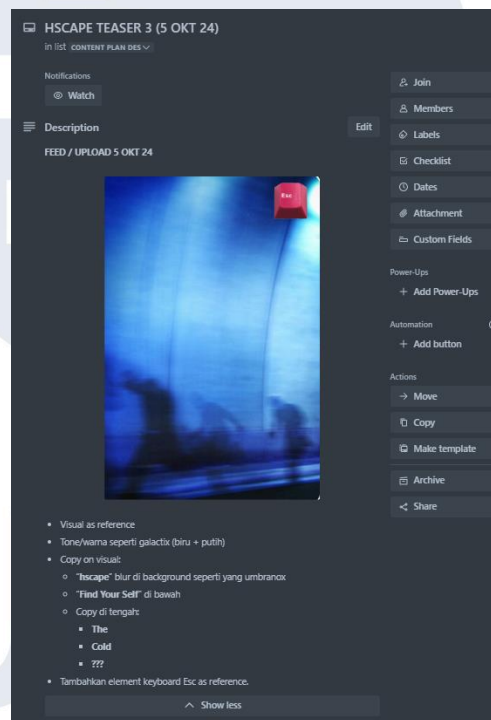 HSCAPE TEASER 3 (5 OKT 24)
in list CONTENT PLAN DES
Notifications
Watch
Description
Edit
FEED / UPLOAD 5 OKT 24
Esc
Visual as reference
Tone/warna seperti galactix (biru + putih)
Copy on visual:
"hscape" blur di background seperti yang umbranox
"Find Your Self" di bawah
Copy di tengah:
The
Cold
???
Tambahkan element keyboard Esc as reference.
Show less
Join
Members
Labels
Checklist
Dates
Attachment
Custom Fields
Power-Ups
+ Add Power-Ups
Automation
+ Add button
Actions
→ Move
Copy
Make template
Archive
Share